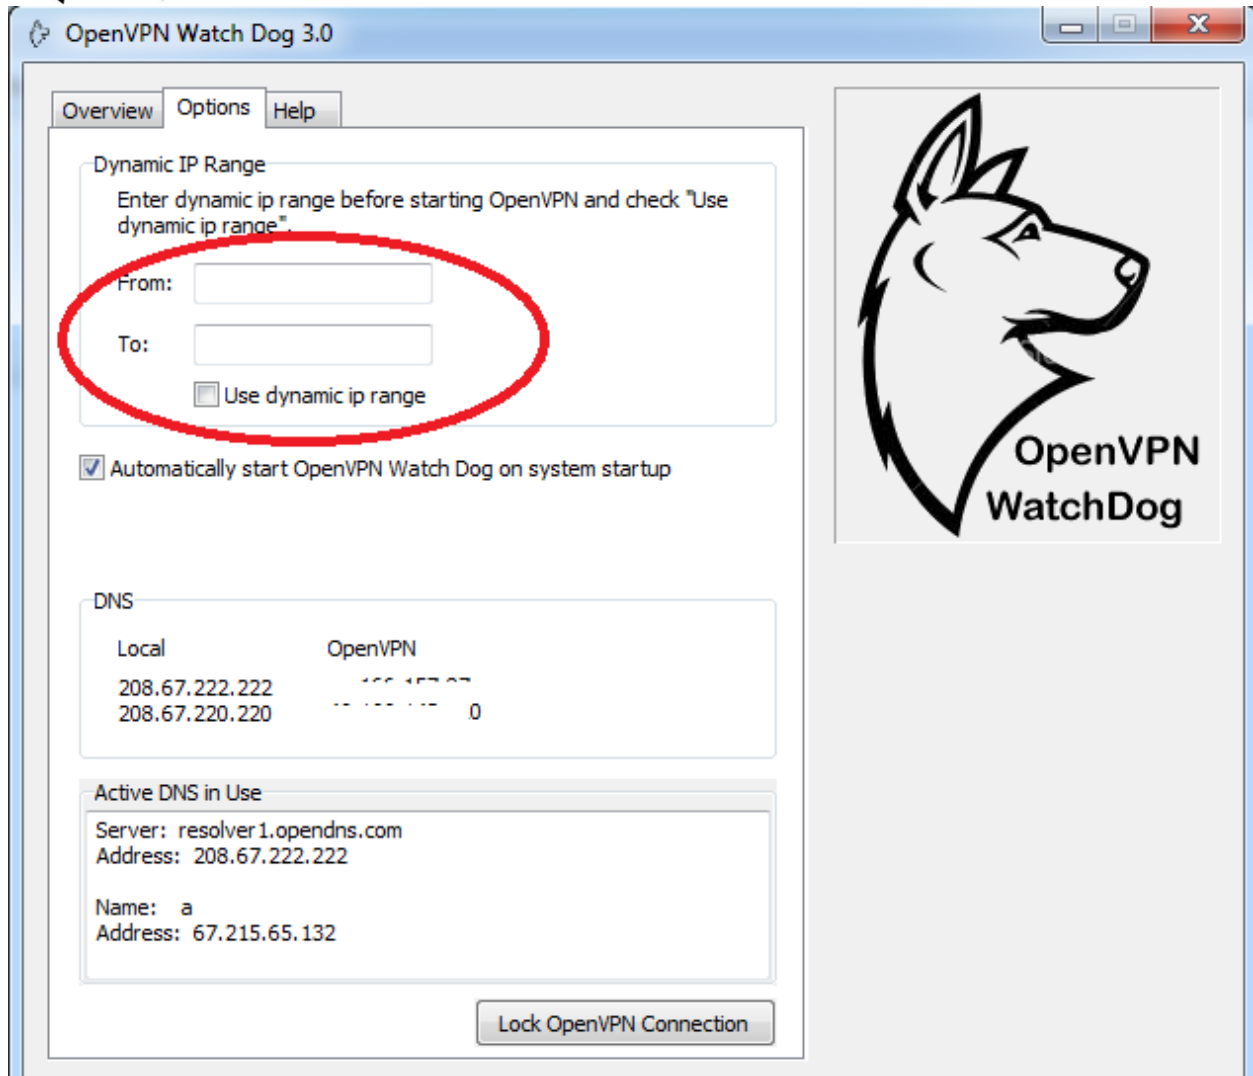 OpenVPN Watch Dog 3.0
Overview Options Help
Dynamic IP Range
Enter dynamic ip range before starting OpenVPN and check "Use
dynamic ip range".
From:
To:
Use dynamic ip range
Automatically start OpenVPN Watch Dog on system startup
OpenVPN
WatchDog
DNS
Local OpenVPN
208.67.222.222
208.67.220.220
Active DNS in Use
Server: resolver1.opendns.com
Address: 208.67.222.222
Name: a
Address: 67.215.65.132
Lock OpenVPN Connection